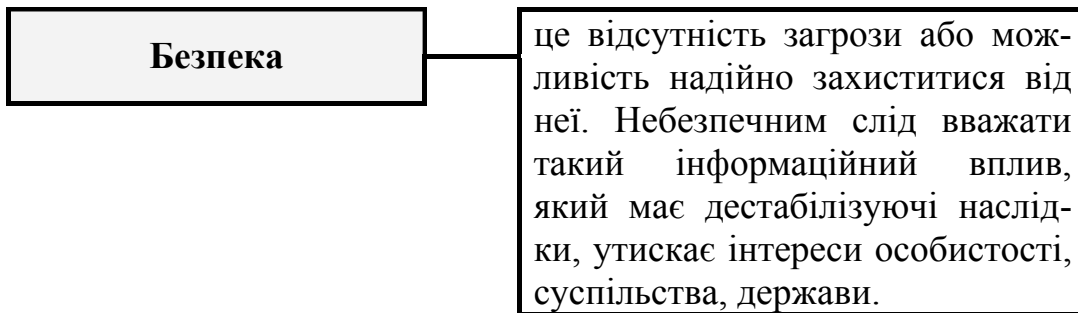 Безпека
це відсутність загрози або мож-
ливість надійно захиститися від
неї. Небезпечним слід вважати
такий інформаційний вплив,
який має дестабілізуючі наслід-
ки, утискає інтереси особистості,
суспільства, держави.